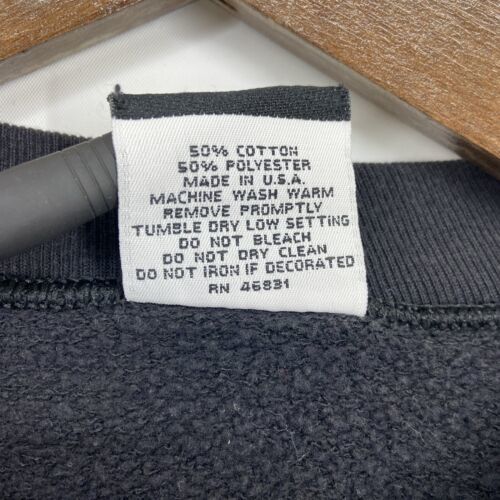 50% COTTON
50% POLYESTER
MADE IN U.S.A.
MACHINE WASH WARM
REMOVE PROMPTLY
TUMBLE DRY LOW SETTING
DO NOT BLEACH
DO NOT DRY CLEAN
DO NOT IRON IF DECORATED
RN 46831